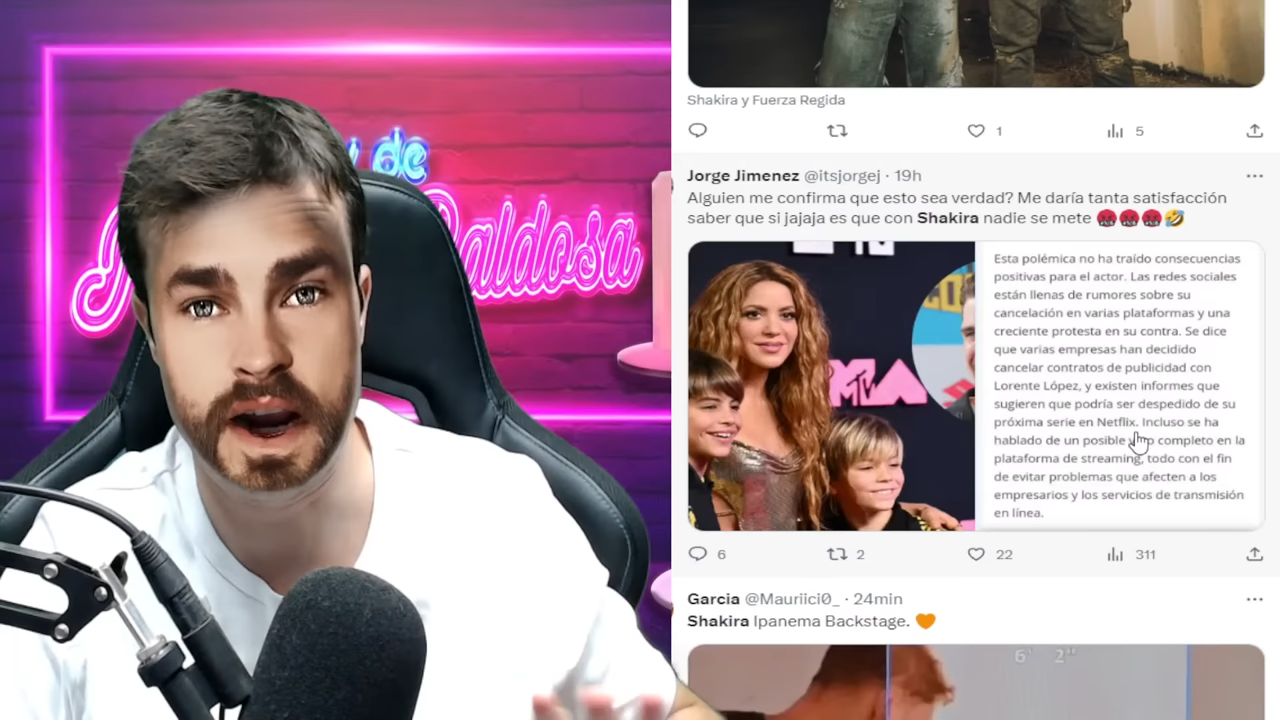 de
aldosa
Shakira y Fuerza Regida
1
5
Jorge Jimenez @itsjorgej · 19h
Alguien me confirma que esto sea verdad? Me daría tanta satisfacción
saber que si jajaja es que con Shakira nadie se mete 🤬🤬🤬🤣
MTV
Esta polémica no ha traído consecuencias
positivas para el actor. Las redes sociales
están llenas de rumores sobre su
cancelación en varias plataformas y una
creciente protesta en su contra. Se dice
que varias empresas han decidido
cancelar contratos de publicidad con
Lorente López, y existen informes que
sugieren que podría ser despedido de su
próxima serie en Netflix. Incluso se ha
hablado de un posible completo en la
plataforma de streaming, todo con el fin
de evitar problemas que afecten a los
empresarios y los servicios de transmisión
en línea.
6
2
22
311
Garcia @Mauriici0_ · 24min
Shakira Ipanema Backstage. 🧡
6' 2"